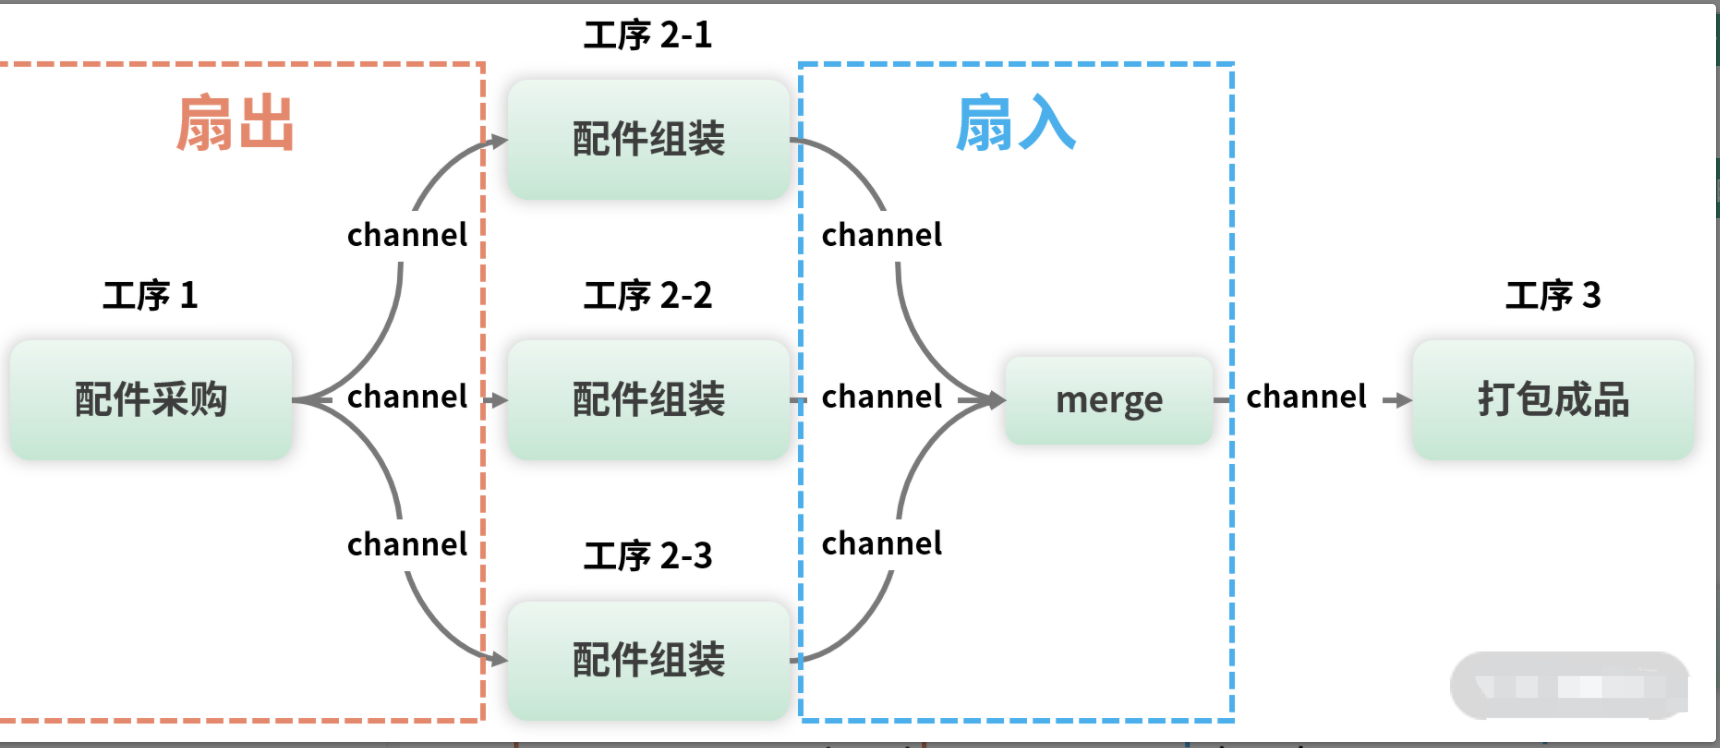 工序 2-1
扇出
扇入
配件组装
channel
channel
工序 1
工序 2-2
工序 3
配件采购
channel
配件组装
channel
merge
channel
打包成品
channel
工序 2-3
channel
配件组装